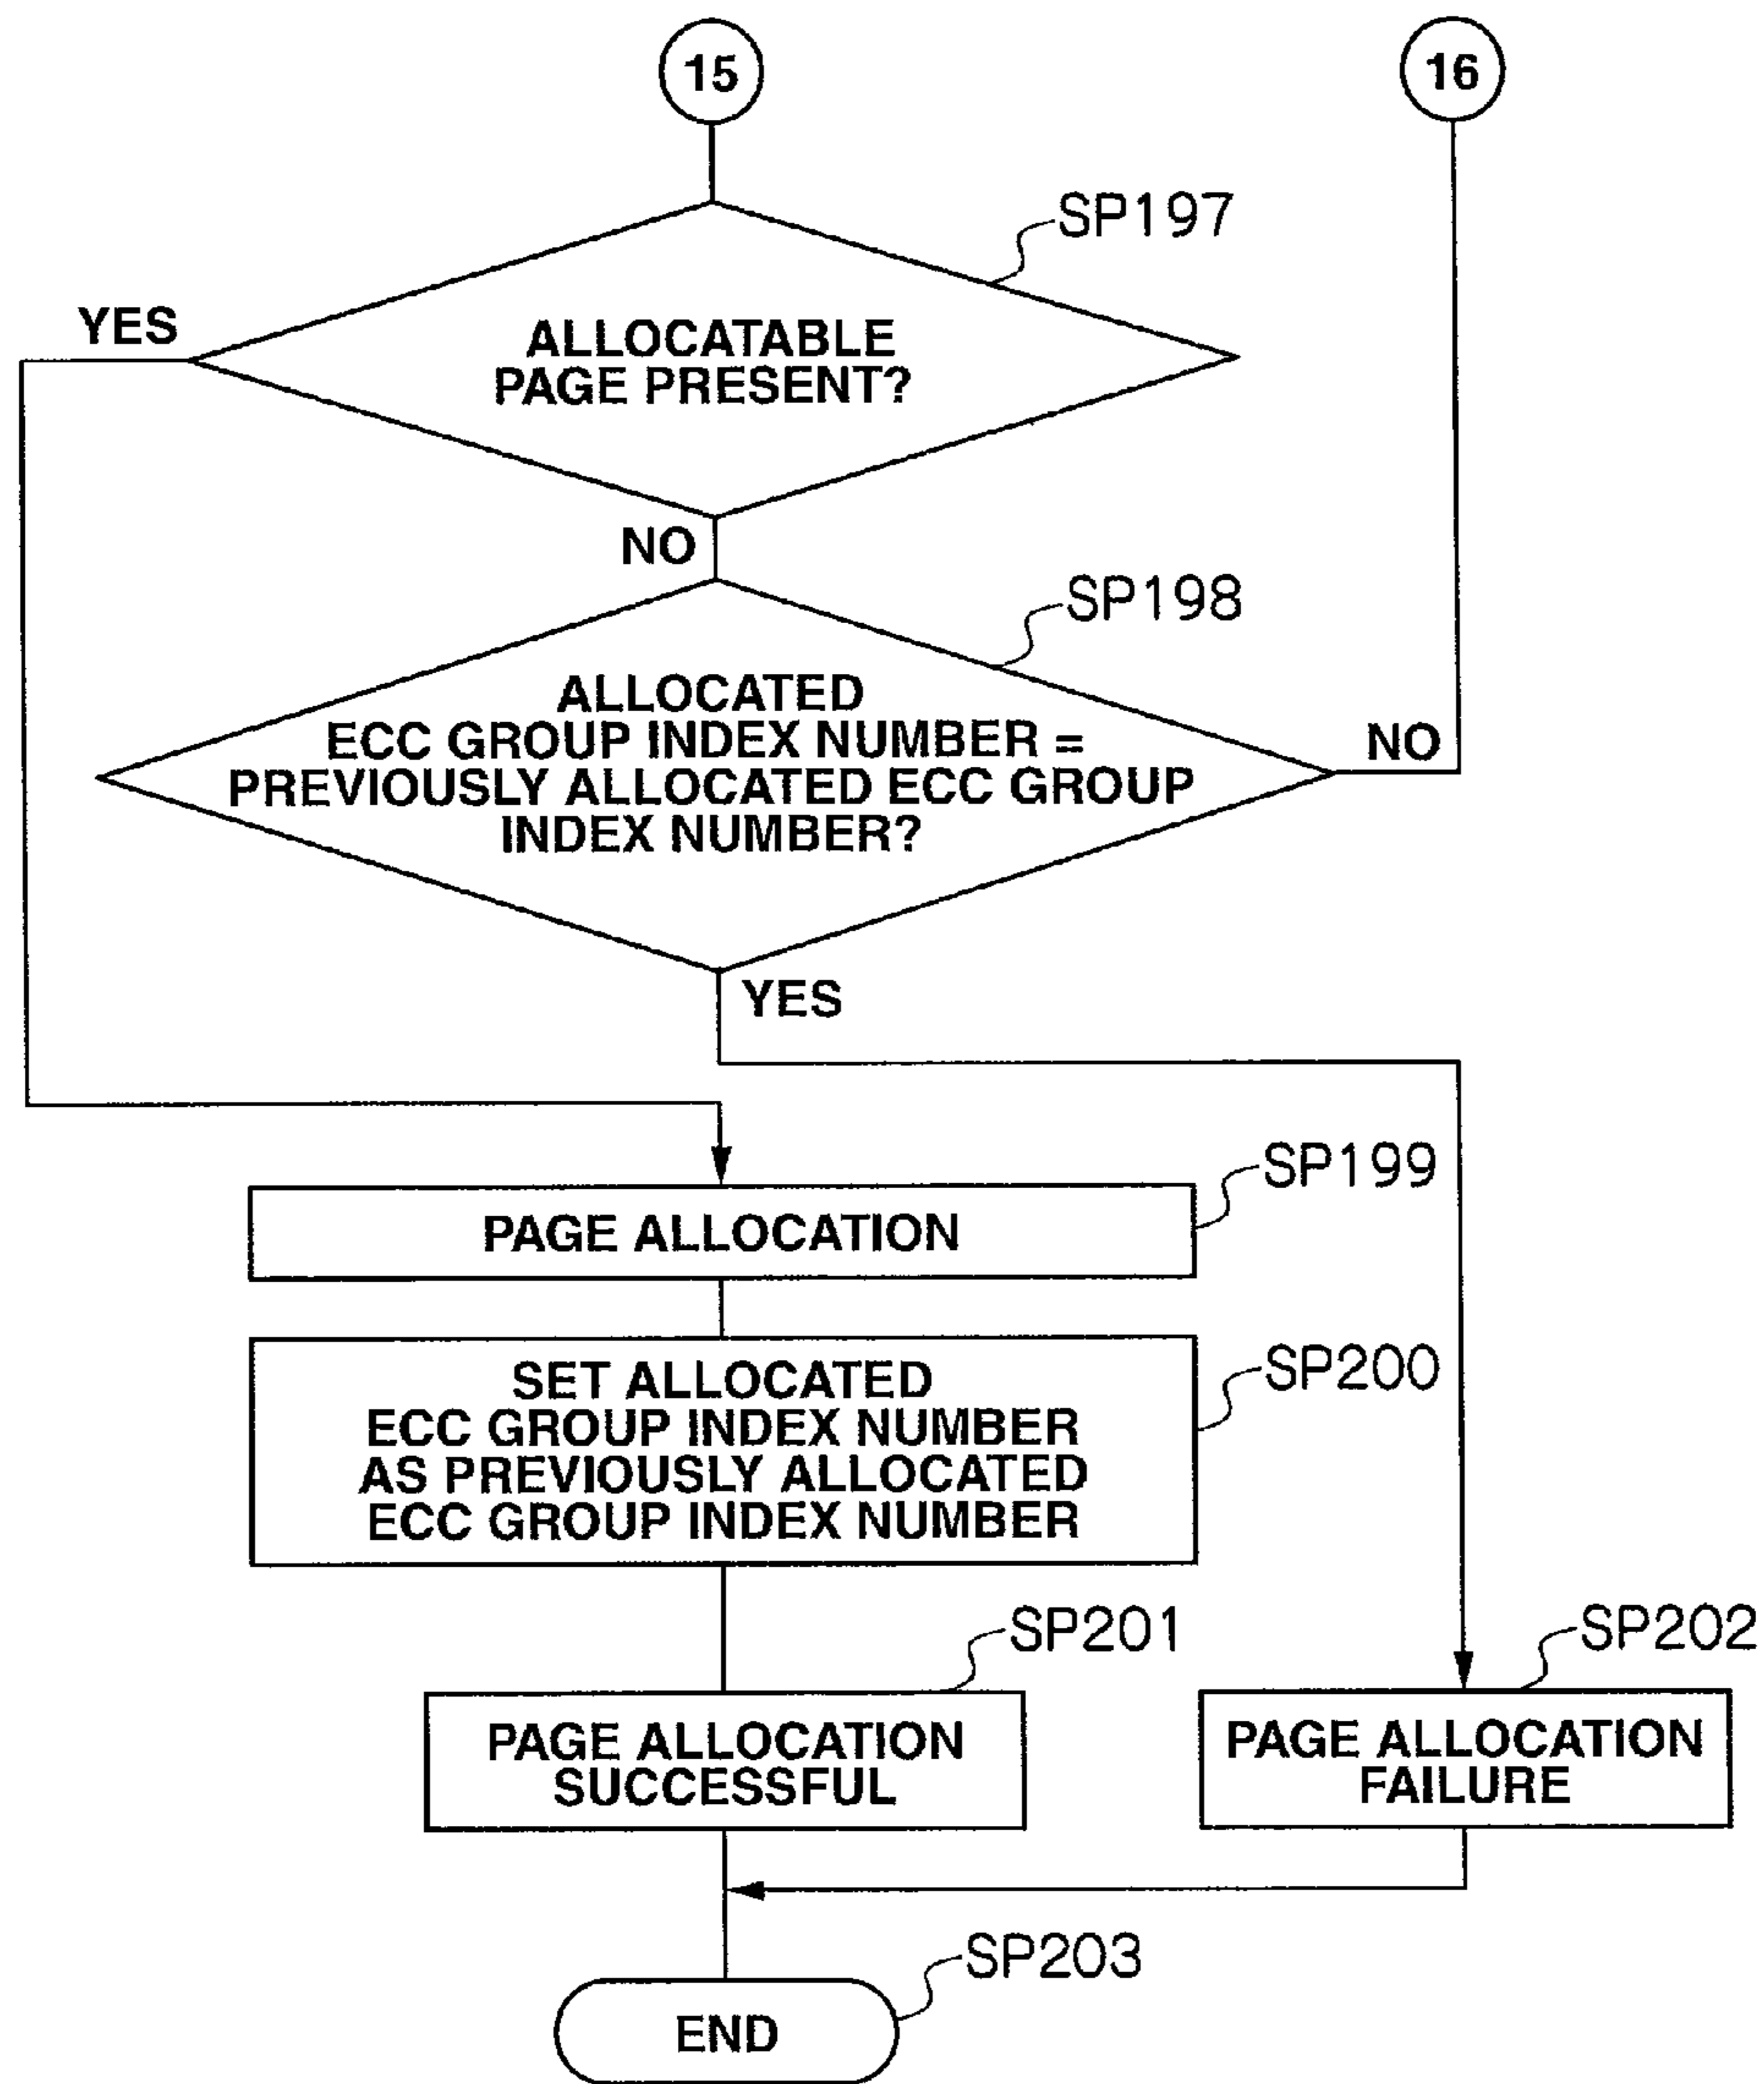 15
16
SP197
YES
ALLOCATABLE
PAGE PRESENT?
NO
SP198
ALLOCATED
ECC GROUP INDEX NUMBER =
PREVIOUSLY ALLOCATED ECC GROUP
INDEX NUMBER?
NO
YES
SP199
PAGE ALLOCATION
SP200
SET ALLOCATED
ECC GROUP INDEX NUMBER
AS PREVIOUSLY ALLOCATED
ECC GROUP INDEX NUMBER
SP201
SP202
PAGE ALLOCATION
SUCCESSFUL
PAGE ALLOCATION
FAILURE
SP203
END